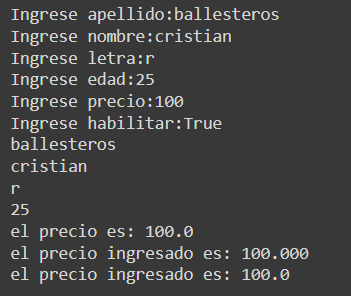 Ingrese apellido:ballesteros
Ingrese nombre:cristian
Ingrese letra:r
Ingrese edad:25
Ingrese precio:100
Ingrese habilitar:True
ballesteros
cristian
r
25
el precio es: 100.0
el precio ingresado es: 100.000
el precio ingresado es: 100.0